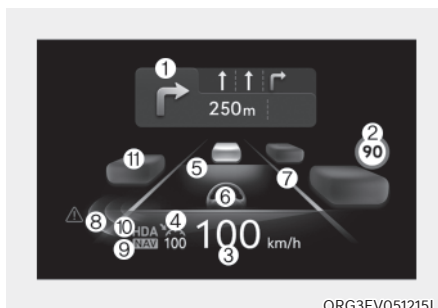 ①
250m
②
90
⑪
⑤
⑦
⑥
⑧
④
⑩ HDA
100 km/h
⑨ NAV 100
③
ORG3EV051215L